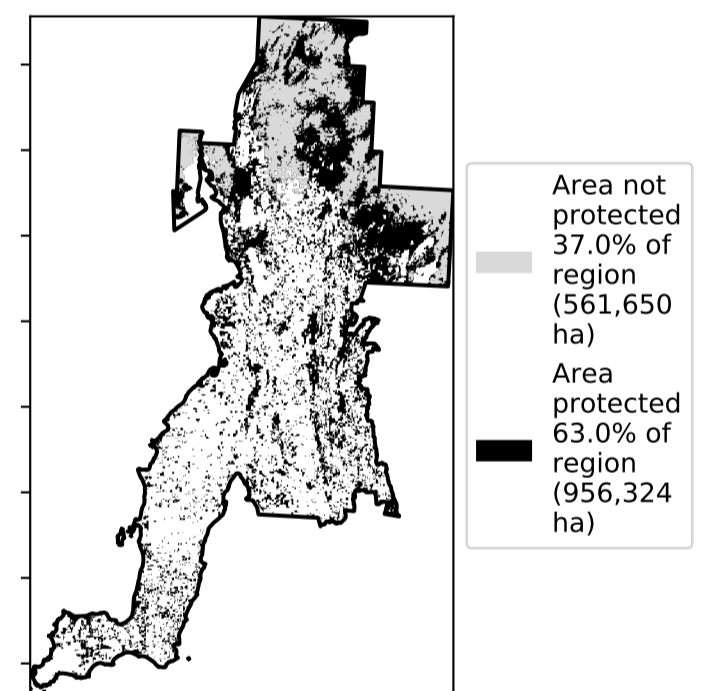 Area not
protected
37.0% of
region
(561,650
ha)
Area
protected
63.0% of
region
(956,324
ha)